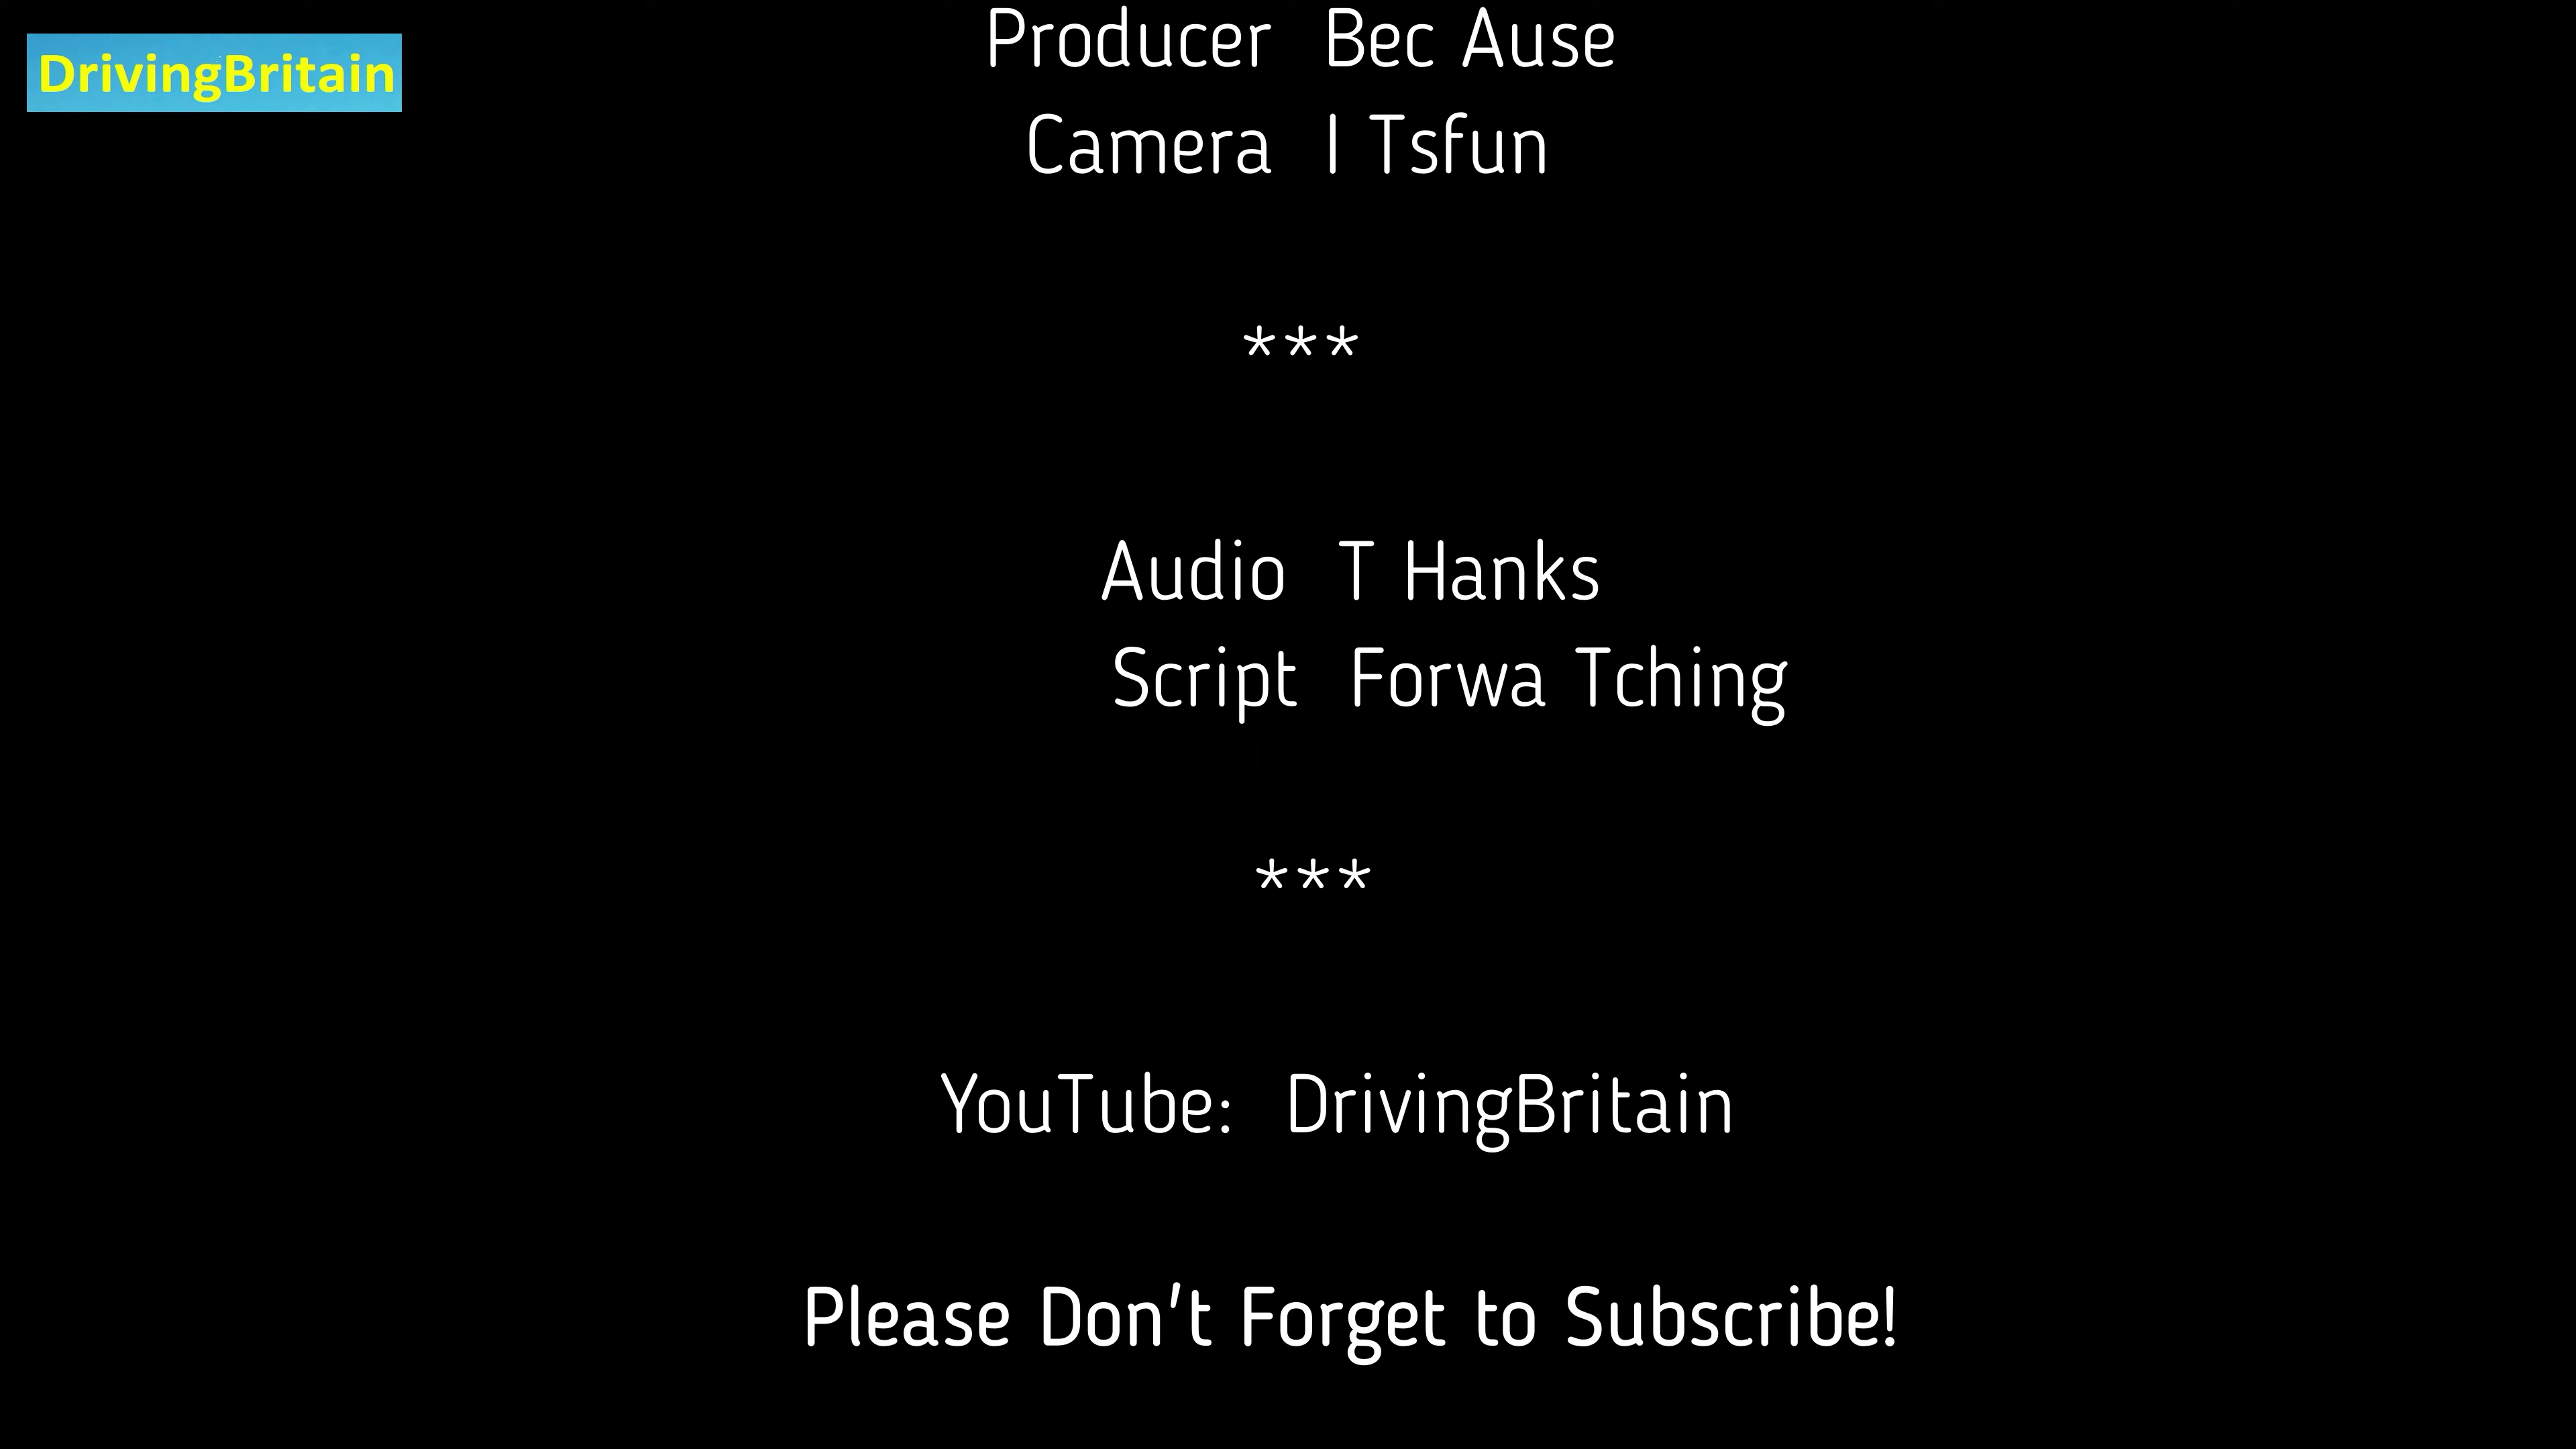 DrivingBritain
Producer Bec Ause
Camera I Tsfun
***
Audio T Hanks
Script Forwa Tching
***
YouTube: DrivingBritain
Please Don't Forget to Subscribe!